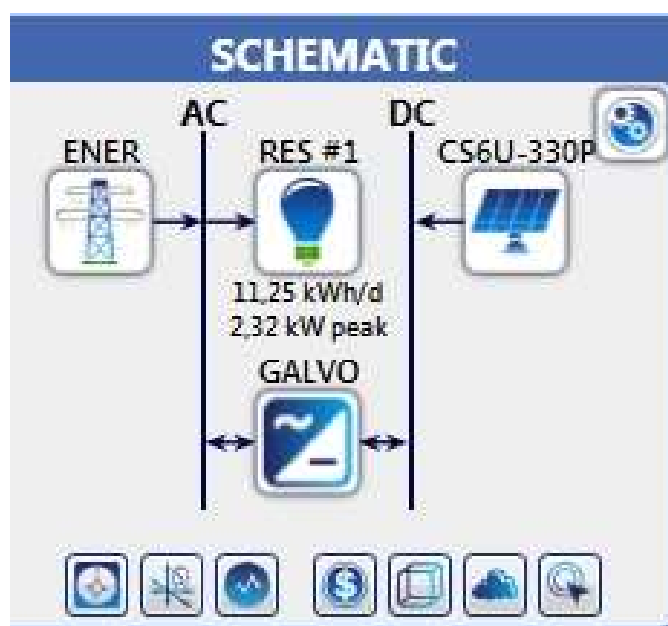 SCHEMATIC
AC DC
ENER RES #1 CS6U-330P
11,25 kWh/d
2,32 kW peak
GALVO